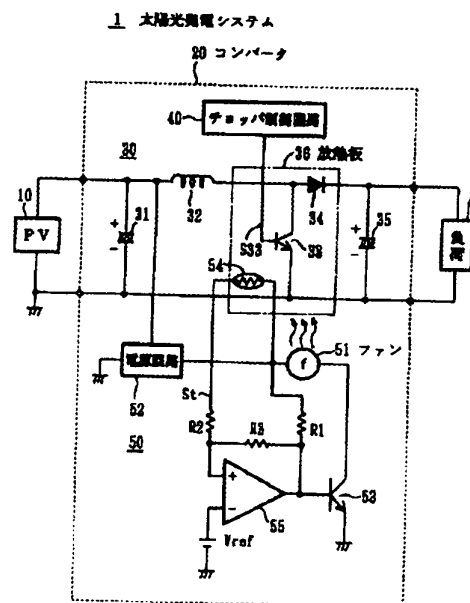 1 太陽光発電システム
20 コンバータ
40 チョッパ制御回路
30
36 放熱板
10
PV
+
-
31
32
34
S33
33
+
-
35
負荷
54
電源回路
52
51 ファン
f
St
50
R2
R3
R1
+
-
55
53
Vref